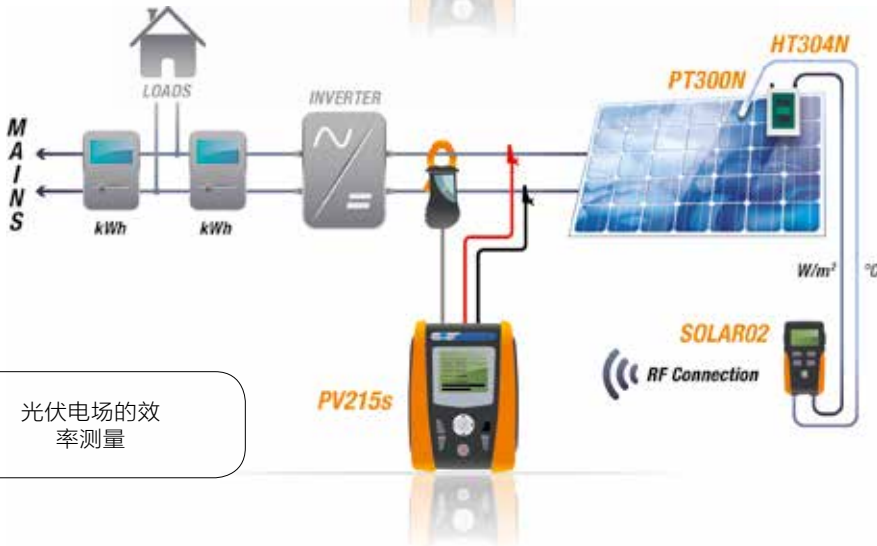 HT304N
PT300N
LOADS
INVERTER
MAINS
kWh
kWh
W/m²
°C
SOLAR02
RF Connection
PV215s
光伏电场的效
率测量